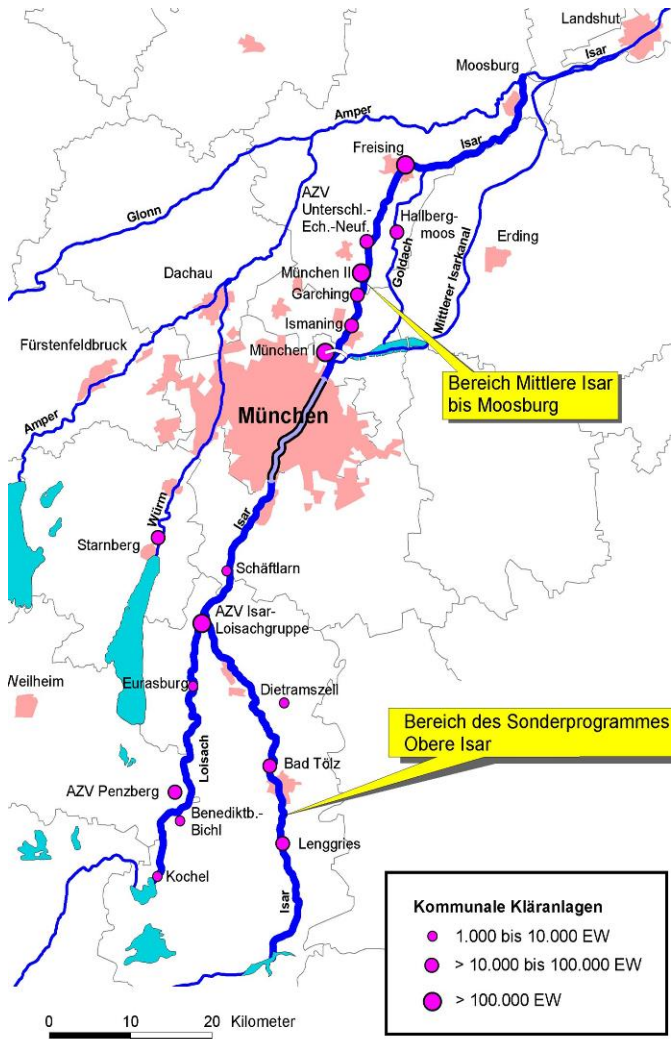 Landshut
Isar
Moosburg
Amper
Isar
Freising
AZV
Unterschl.-
Ech.-Neuf.
Glonn
Hallberg-
moos
Goldach
Mittlerer Isarkanal
Erding
Dachau
München II
Garching
Ismaning
Fürstenfeldbruck
München I
Bereich Mittlere Isar
bis Moosburg
München
Amper
Würm
Isar
Starnberg
Schäftlarn
AZV Isar-
Loisachgruppe
Weilheim
Eurasburg
Dietramszell
Bereich des Sonderprogrammes
Obere Isar
Loisach
Bad Tölz
AZV Penzberg
Benediktb.-
Bichl
Lenggries
Kochel
Isar
Kommunale Kläranlagen
1.000 bis 10.000 EW
> 10.000 bis 100.000 EW
> 100.000 EW
0 10 20 Kilometer